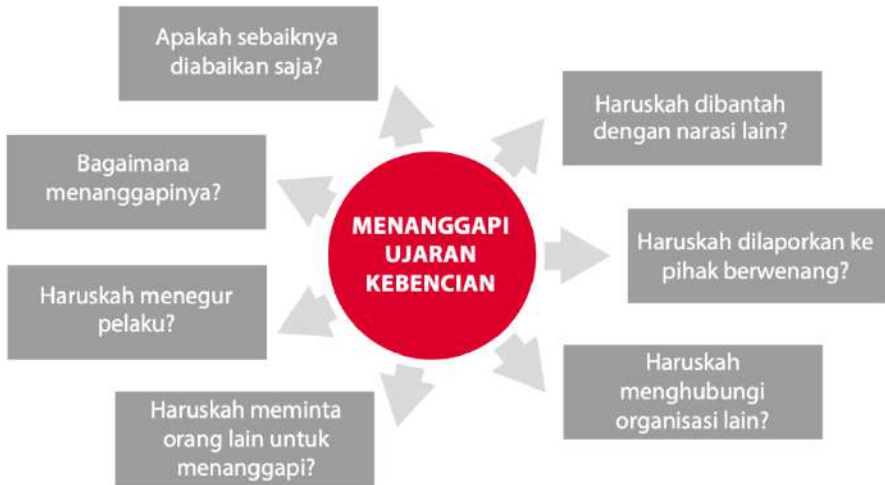 Apakah sebaiknya
diabaikan saja?
Haruskah dibantah
dengan narasi lain?
Bagaimana
menanggapinya?
MENANGGAPI
UJARAN
KEBENCIAN
Haruskah dilaporkan ke
pihak berwenang?
Haruskah menegur
pelaku?
Haruskah
menghubungi
organisasi lain?
Haruskah meminta
orang lain untuk
menanggapi?